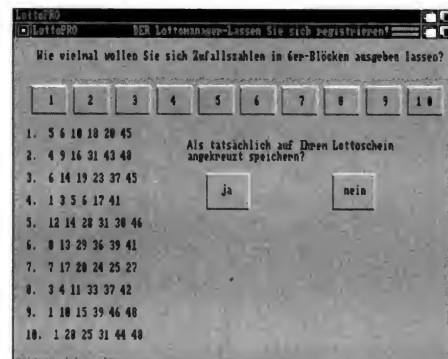 LottoPRO
LottoPRO DER Lottomanager-Lassen Sie sich registrieren!
Wie vielmal wollen Sie sich Zufallszahlen in 6er-Blöcken ausgeben lassen?
1 2 3 4 5 6 7 8 9 10
1. 5 6 10 18 20 45
2. 4 9 16 31 43 48
3. 6 14 19 23 37 45
4. 1 3 5 6 17 41
5. 12 14 28 31 38 46
6. 8 13 29 36 39 41
7. 7 17 20 24 25 27
8. 3 4 11 33 37 42
9. 1 10 15 39 46 48
10. 1 20 25 31 44 48
Als tatsächlich auf Ihren Lottoschein
angekreuzt speichern?
ja nein